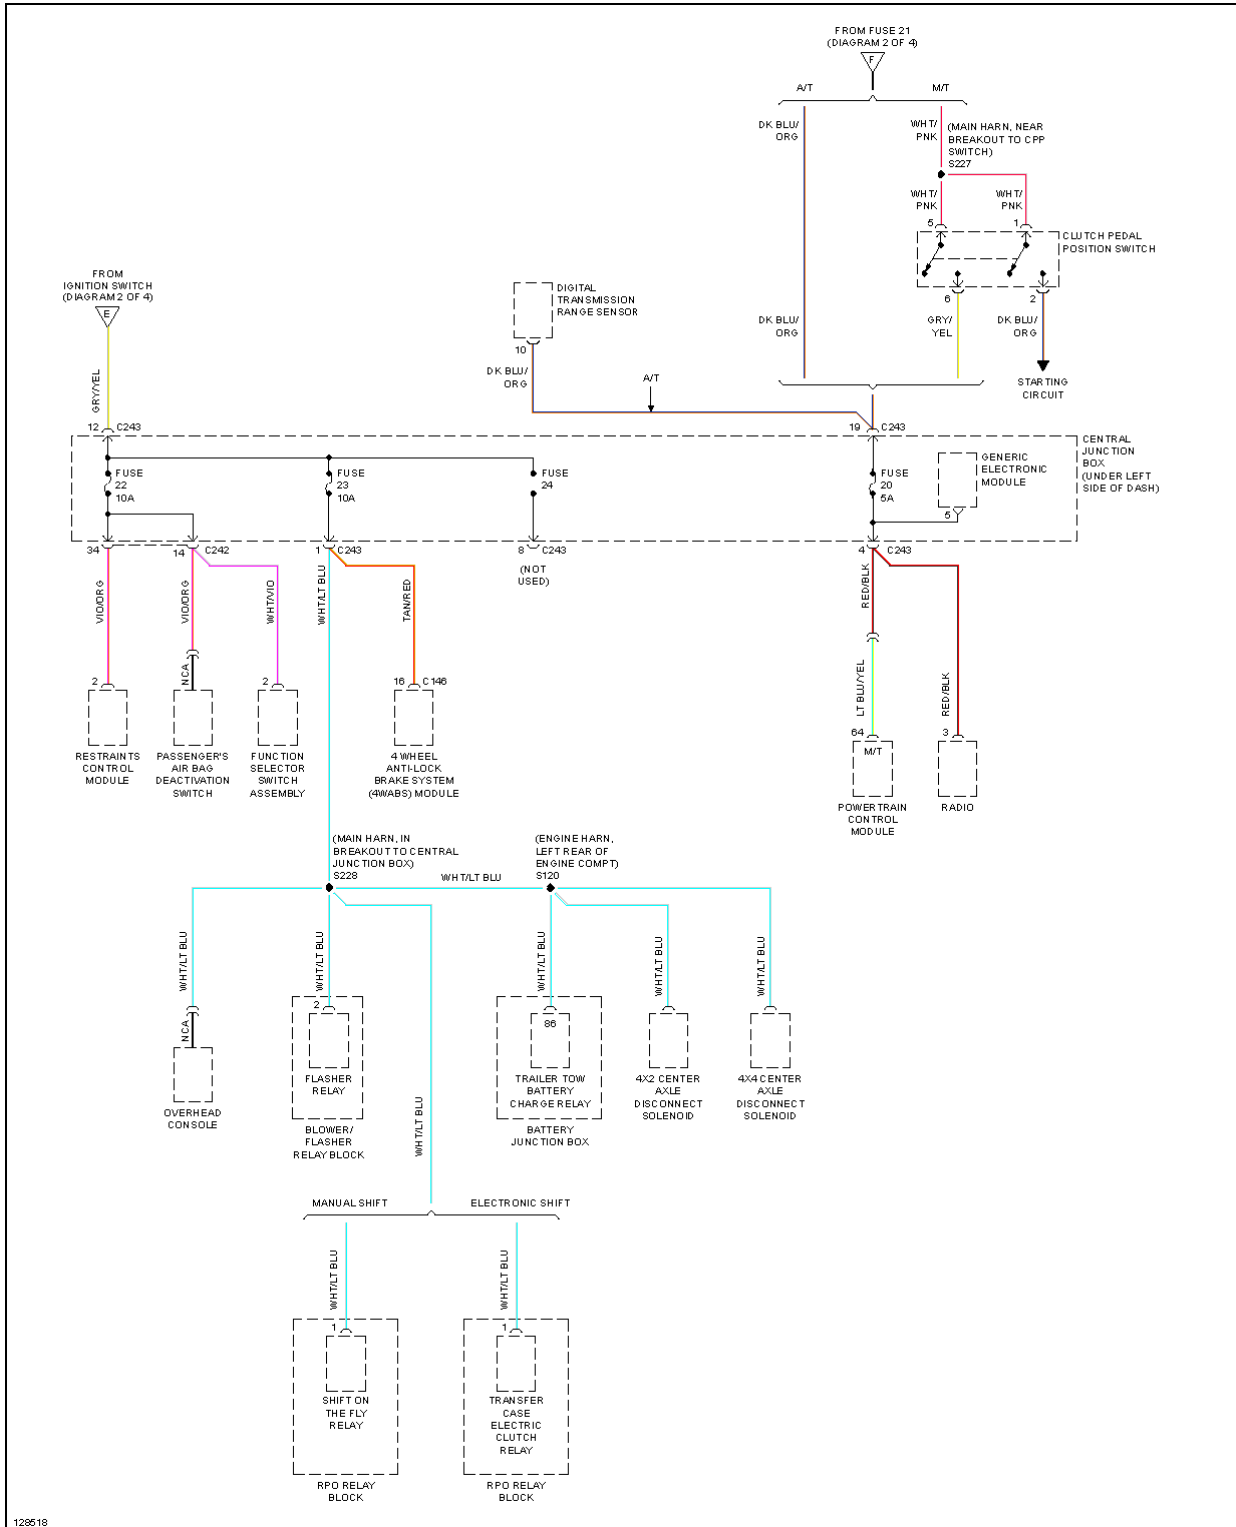 FROM FUSE 21
(DIAGRAM 2 OF 4)
F
A/T
M/T
DK BLU/
ORG
WHT/
PNK
(MAIN HARN, NEAR
BREAKOUT TO CPP
SWITCH)
S227
WHT/
PNK
WHT/
PNK
5
1
CLUTCH PEDAL
POSITION SWITCH
6
2
DK BLU/
ORG
GRY/
YEL
DK BLU/
ORG
STARTING
CIRCUIT
FROM
IGNITION SWITCH
(DIAGRAM 2 OF 4)
E
GRY/YEL
DIGITAL
TRANSMISSION
RANGE SENSOR
10
DK BLU/
ORG
A/T
12
C243
19
C243
CENTRAL
JUNCTION
BOX
(UNDER LEFT
SIDE OF DASH)
FUSE
22
10A
FUSE
23
10A
FUSE
24
FUSE
20
5A
GENERIC
ELECTRONIC
MODULE
5
34
14
C242
1
C243
8
C243
(NOT
USED)
4
C243
VIO/ORG
VIO/ORG
WHT/VIO
WHT/LT BLU
TAN/RED
RED/BLK
NCA
LT BLU/YEL
RED/BLK
2
2
16
C146
64
M/T
3
RESTRAINTS
CONTROL
MODULE
PASSENGER'S
AIR BAG
DEACTIVATION
SWITCH
FUNCTION
SELECTOR
SWITCH
ASSEMBLY
4 WHEEL
ANTI-LOCK
BRAKE SYSTEM
(4WABS) MODULE
POWERTRAIN
CONTROL
MODULE
RADIO
(MAIN HARN, IN
BREAKOUT TO CENTRAL
JUNCTION BOX)
S228
WHT/LT BLU
(ENGINE HARN,
LEFT REAR OF
ENGINE COMPT)
S120
WHT/LT BLU
WHT/LT BLU
WHT/LT BLU
WHT/LT BLU
WHT/LT BLU
NCA
2
86
OVERHEAD
CONSOLE
FLASHER
RELAY
BLOWER/
FLASHER
RELAY BLOCK
WHT/LT BLU
TRAILER TOW
BATTERY
CHARGE RELAY
BATTERY
JUNCTION BOX
4X2 CENTER
AXLE
DISCONNECT
SOLENOID
4X4 CENTER
AXLE
DISCONNECT
SOLENOID
MANUAL SHIFT
ELECTRONIC SHIFT
WHT/LT BLU
WHT/LT BLU
1
1
SHIFT ON
THE FLY
RELAY
TRANSFER
CASE
ELECTRIC
CLUTCH
RELAY
RPO RELAY
BLOCK
RPO RELAY
BLOCK
128518